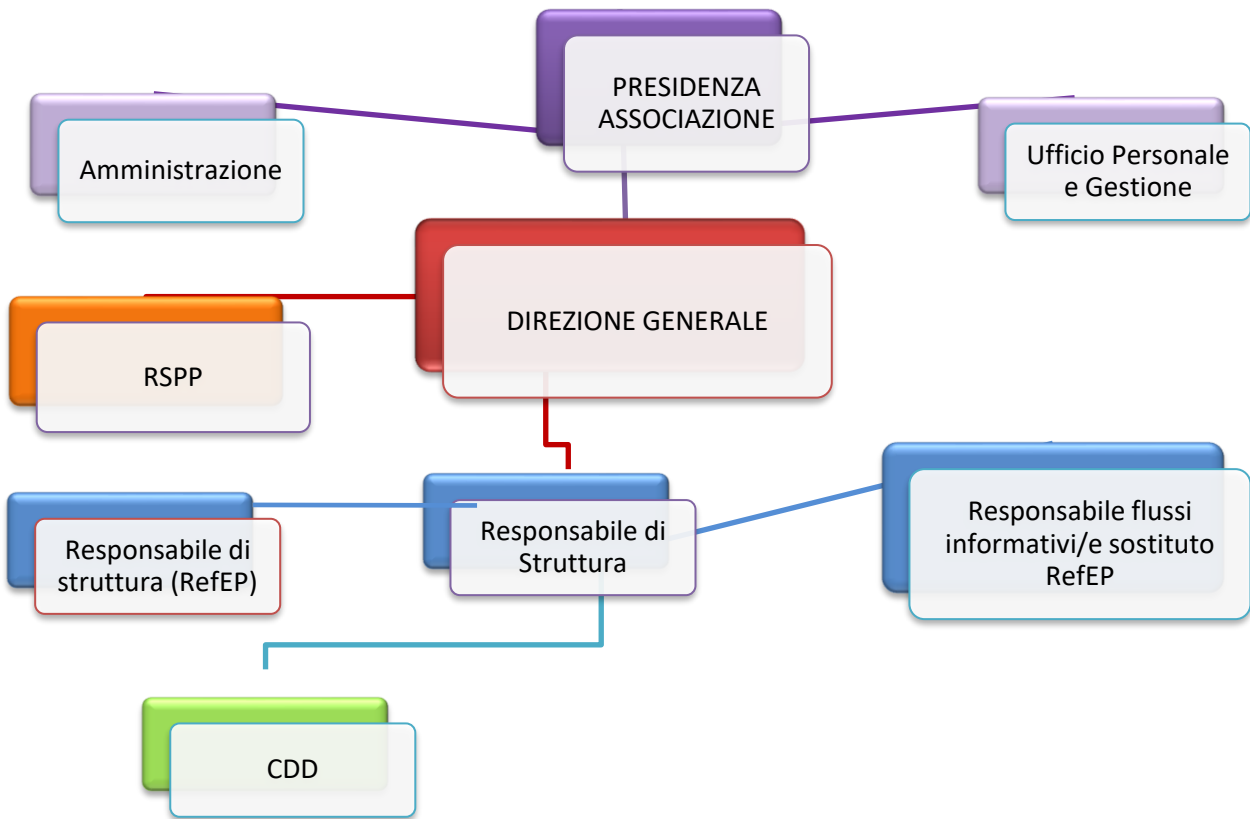 PRESIDENZA
ASSOCIAZIONE
Amministrazione
Ufficio Personale
e Gestione
DIREZIONE GENERALE
RSPP
Responsabile di
struttura (RefEP)
Responsabile di
Struttura
Responsabile flussi
informativi/e sostituto
RefEP
CDD